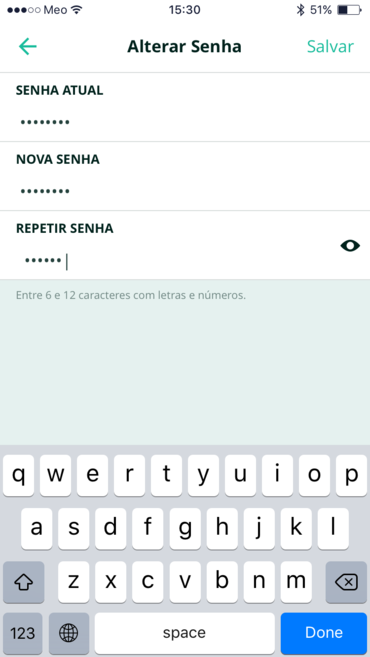 Meo 15:30 51%
Alterar Senha Salvar
SENHA ATUAL
••••••••
NOVA SENHA
••••••••
REPETIR SENHA
••••••
Entre 6 e 12 caracteres com letras e números.
q w e r t y u i o p
a s d f g h j k l
z x c v b n m
123 space Done